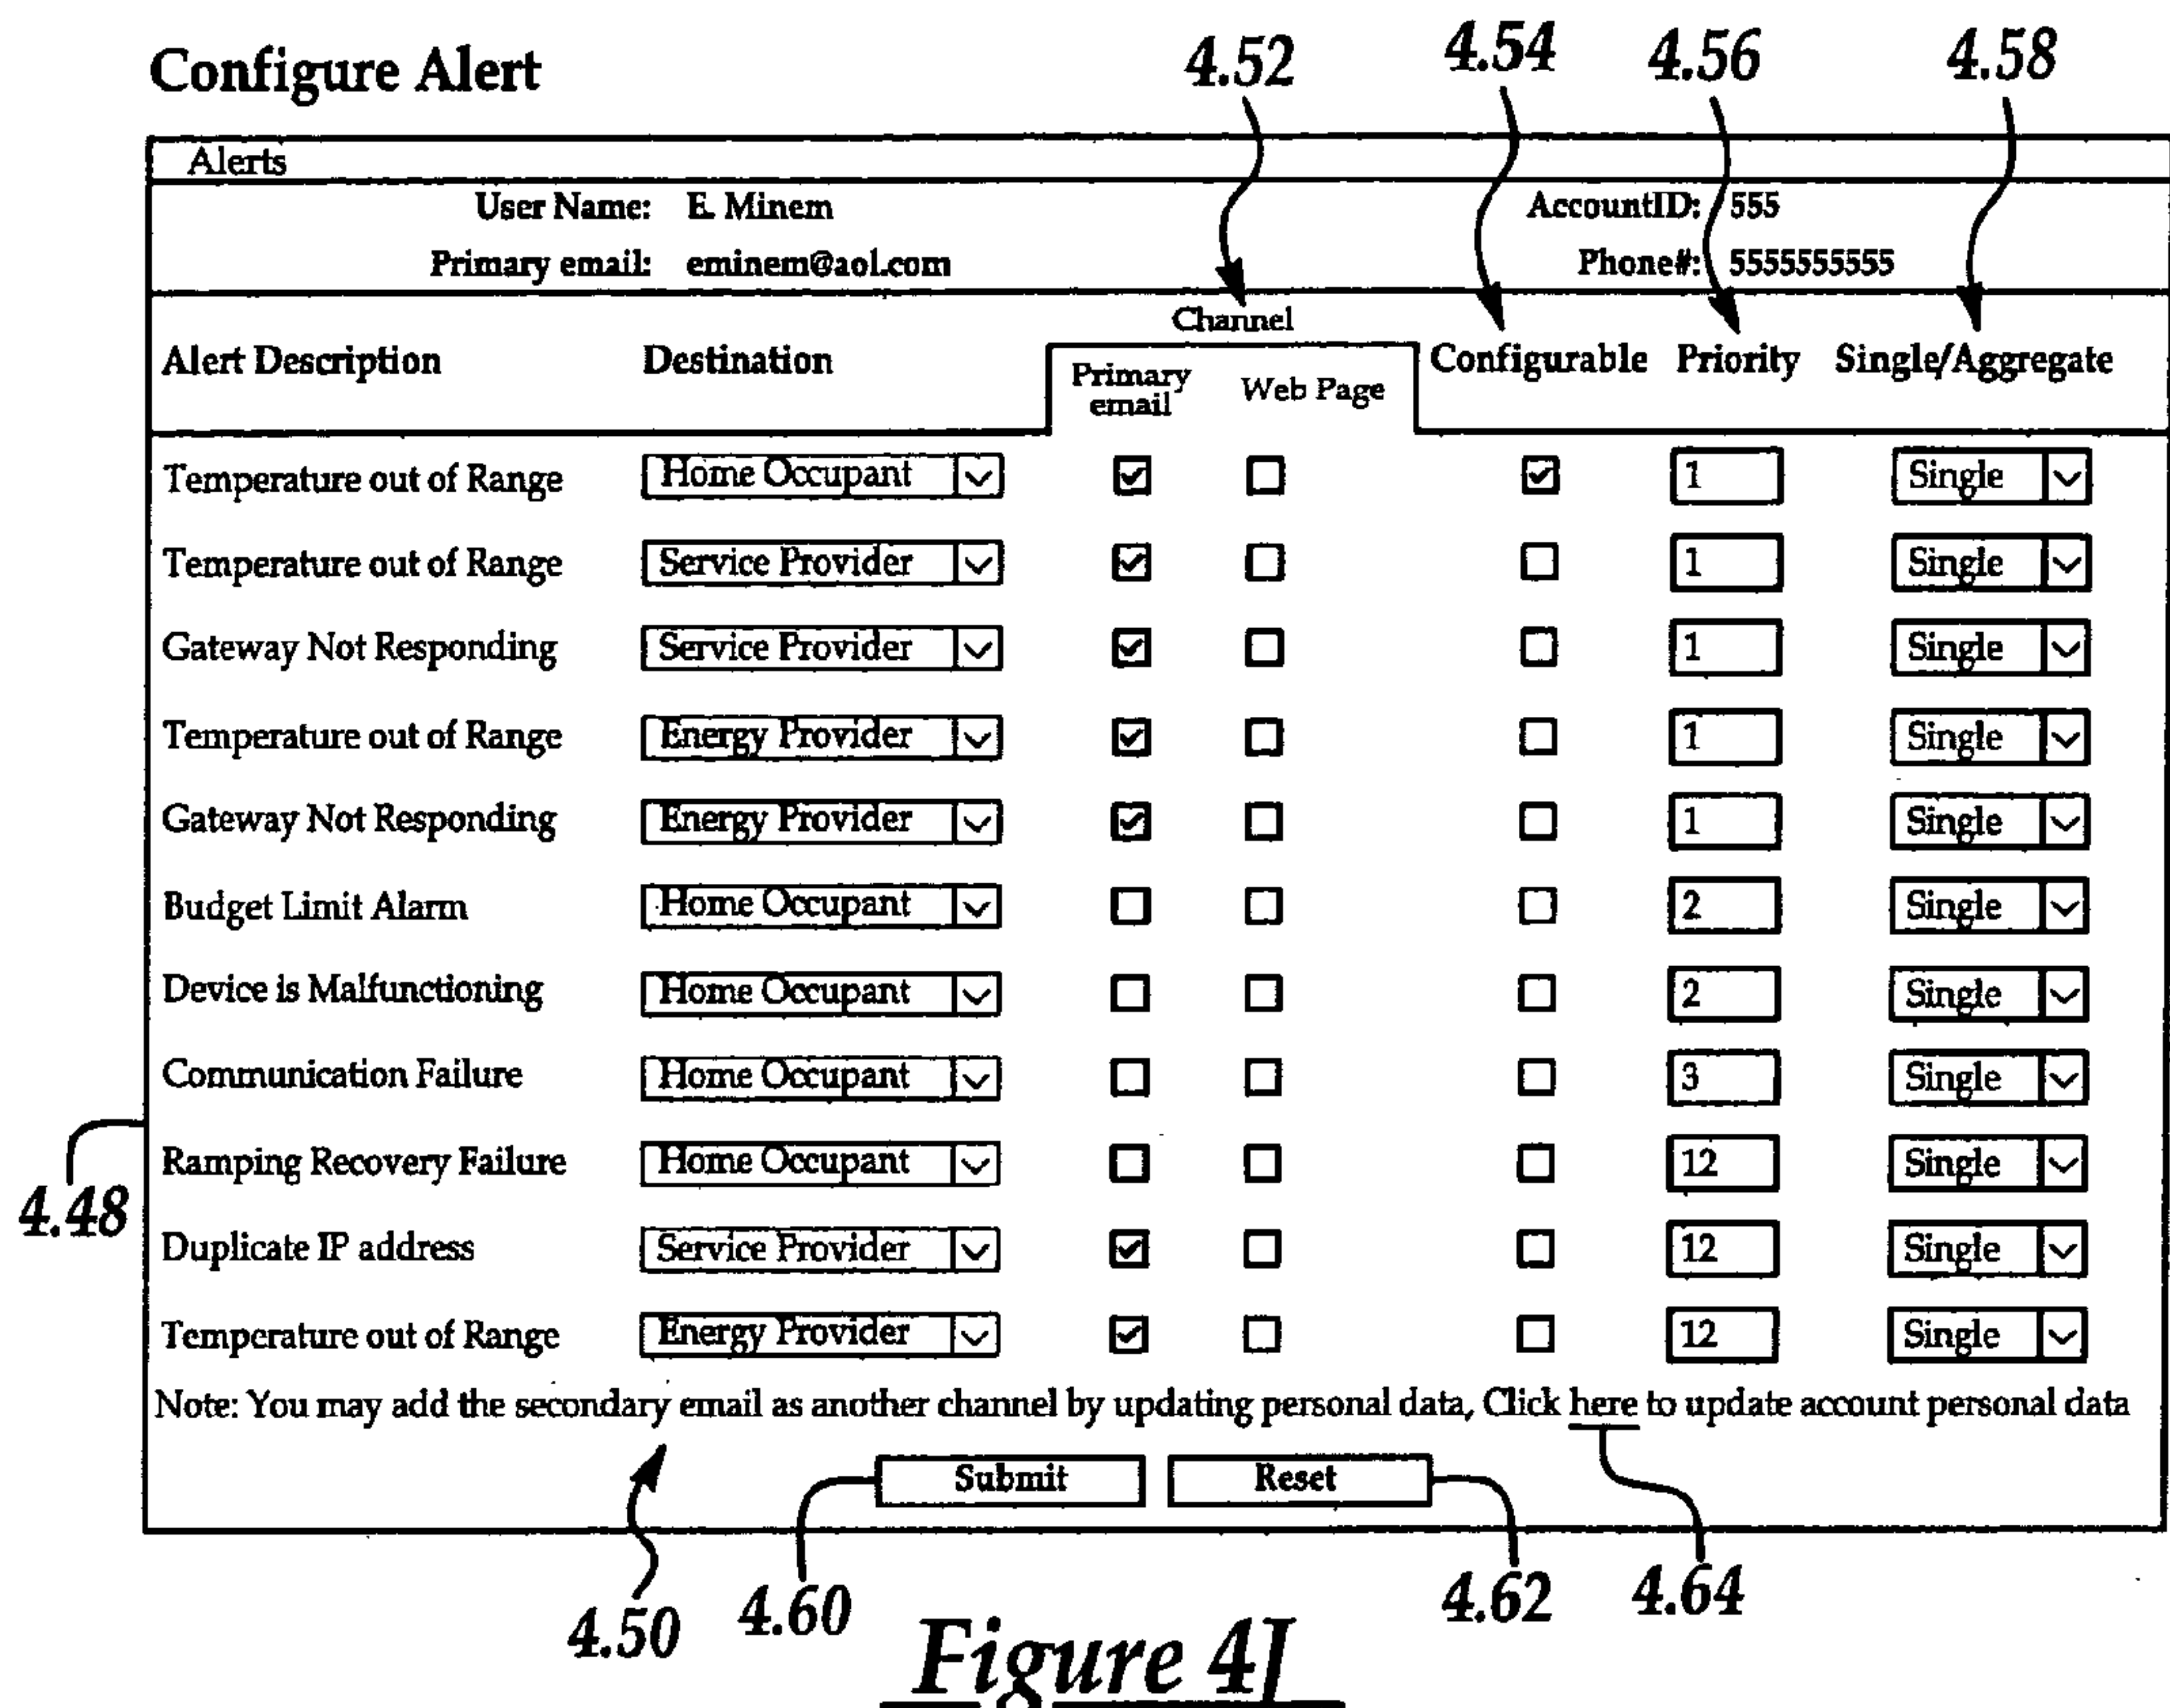 4.52 4.54 4.56 4.58
Configure Alert
Alerts
User Name: E. Minem AccountID: 555
Primary email: eminem@aol.com Phone#: 5555555555
Channel
Alert Description Destination Primary email Web Page Configurable Priority Single/Aggregate
Temperature out of Range Home Occupant 1 Single
Temperature out of Range Service Provider 1 Single
Gateway Not Responding Service Provider 1 Single
Temperature out of Range Energy Provider 1 Single
Gateway Not Responding Energy Provider 1 Single
Budget Limit Alarm Home Occupant 2 Single
Device is Malfunctioning Home Occupant 2 Single
Communication Failure Home Occupant 3 Single
Ramping Recovery Failure Home Occupant 12 Single
4.48
Duplicate IP address Service Provider 12 Single
Temperature out of Range Energy Provider 12 Single
Note: You may add the secondary email as another channel by updating personal data, Click here to update account personal data
Submit Reset
4.50 4.60 4.62 4.64
Figure 4J